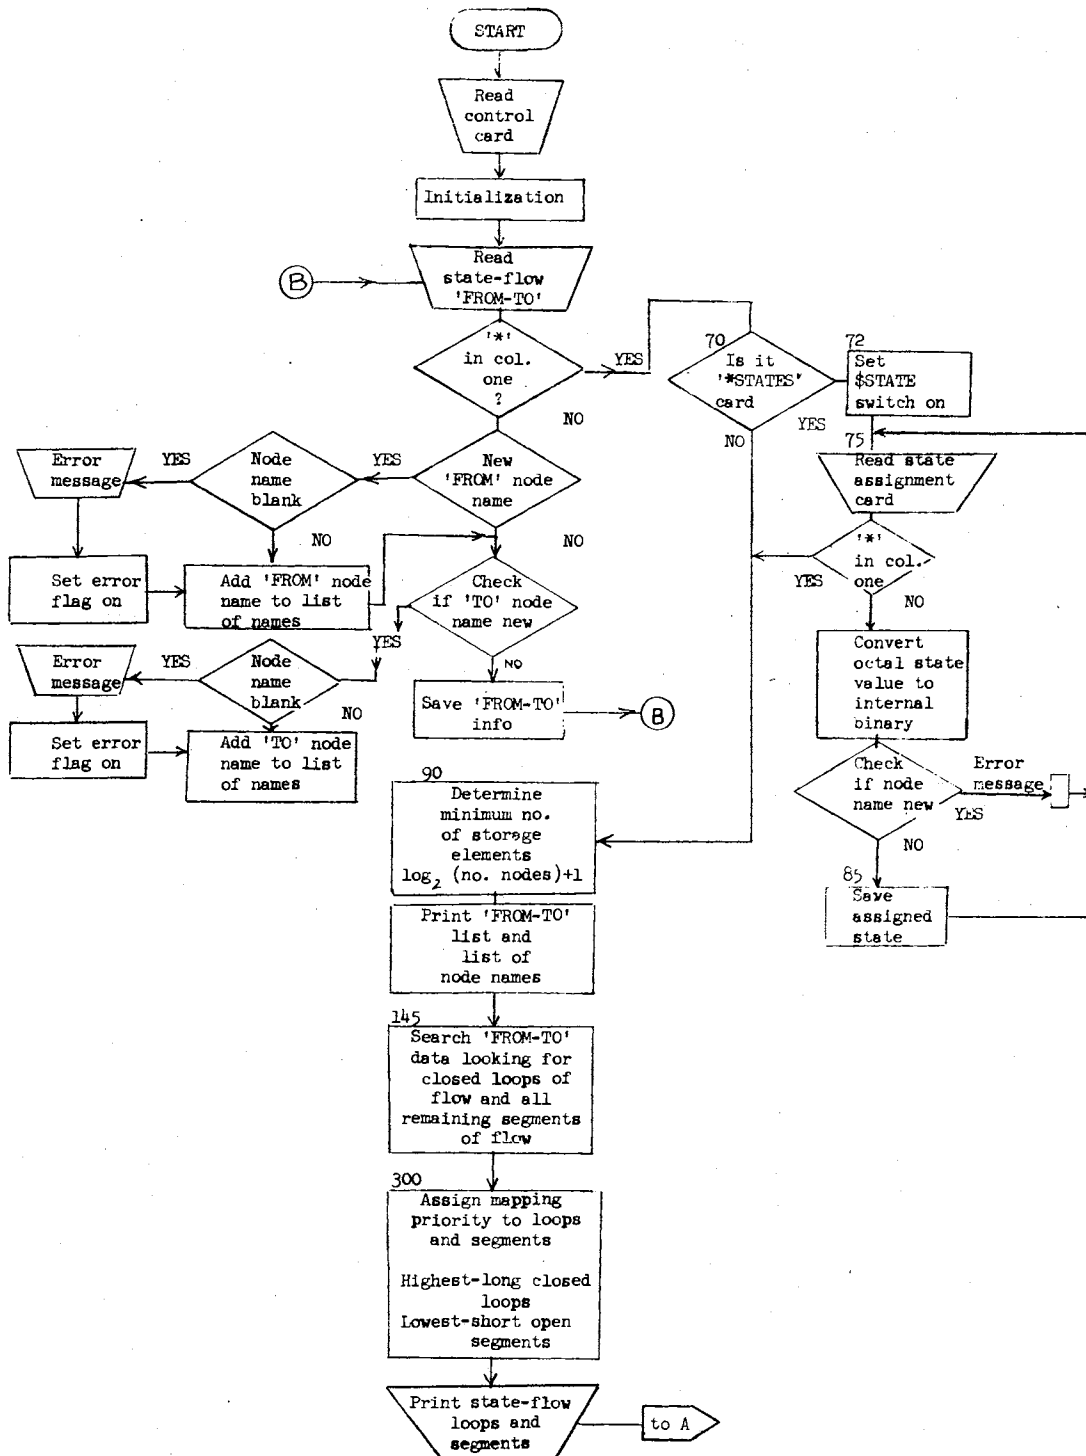 START
Read
control
card
Initialization
Read
state-flow
'FROM-TO'
B
'*'
in col.
one
?
YES
NO
70
Is it
'*STATES'
card
YES
NO
72
Set
$STATE
switch on
75
Read state
assignment
card
'*'
in col.
one
YES
NO
Convert
octal state
value to
internal
binary
Check
if node
name new
YES
Error
message
NO
85
Save
assigned
state
New
'FROM' node
name
YES
NO
Node
name
blank
YES
NO
Error
message
Set error
flag on
Add 'FROM' node
name to list
of names
Check
if 'TO' node
name new
YES
NO
Node
name
blank
YES
NO
Error
message
Set error
flag on
Add 'TO' node
name to list
of names
Save 'FROM-TO'
info
B
90
Determine
minimum no.
of storage
elements
log₂ (no. nodes)+1
Print 'FROM-TO'
list and
list of
node names
145
Search 'FROM-TO'
data looking for
closed loops of
flow and all
remaining segments
of flow
300
Assign mapping
priority to loops
and segments
Highest-long closed
loops
Lowest-short open
segments
Print state-flow
loops and
segments
to A